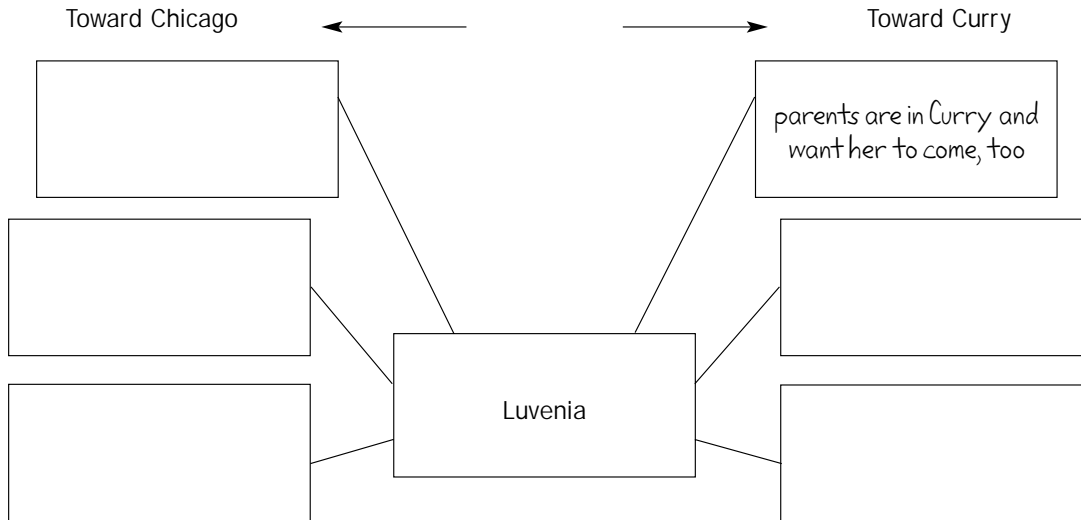 Toward Chicago
Toward Curry
parents are in Curry and
want her to come, too
Luvenia